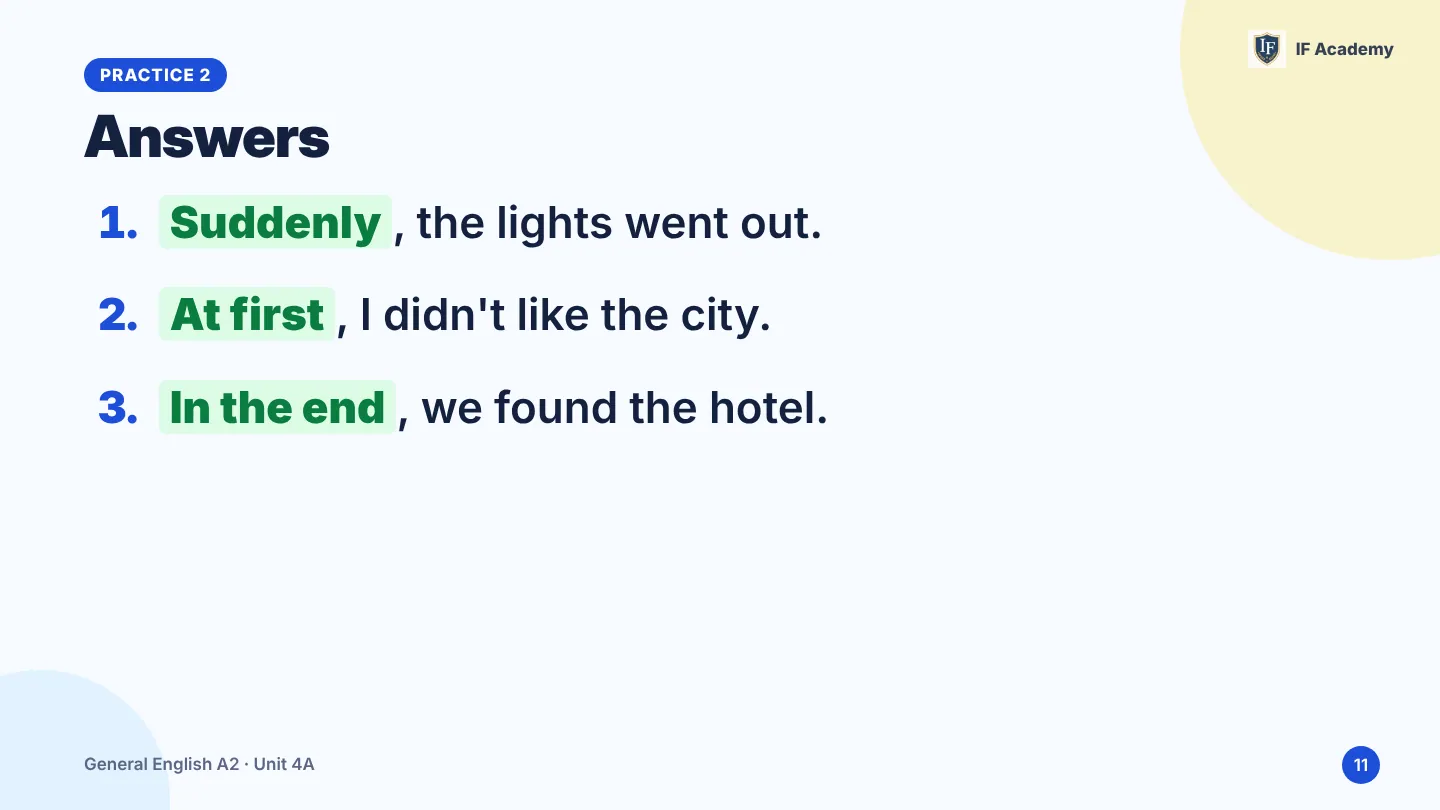 IF Academy
PRACTICE 2
Answers
1. Suddenly, the lights went out.
2. At first, I didn't like the city.
3. In the end, we found the hotel.
General English A2 · Unit 4A
11